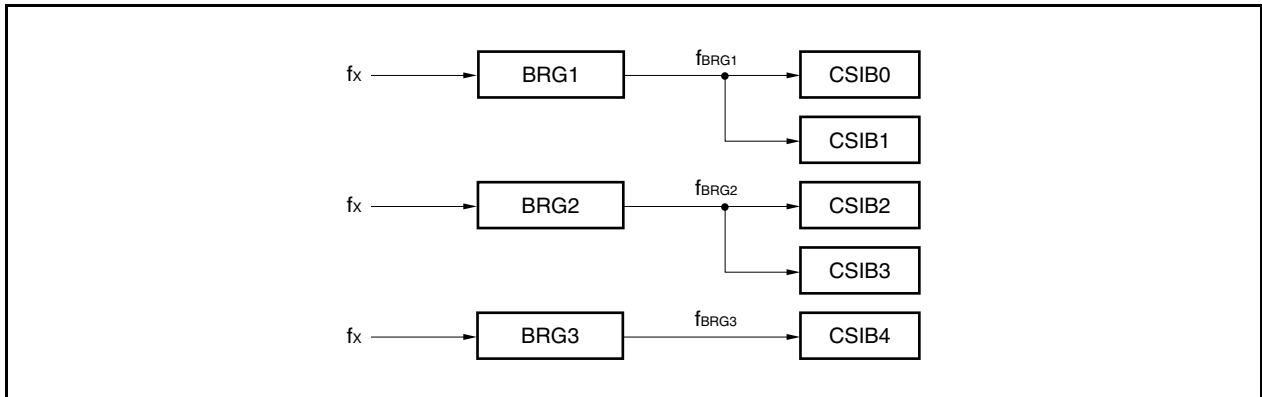 fx BRG1 fBRG1 CSIB0
CSIB1
fx BRG2 fBRG2 CSIB2
CSIB3
fx BRG3 fBRG3 CSIB4